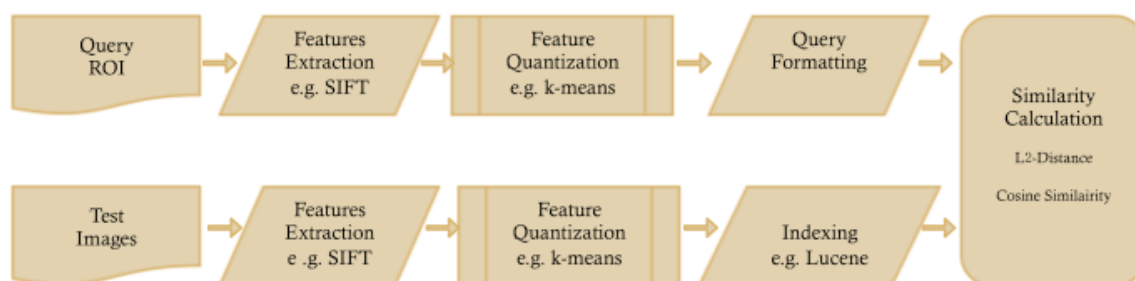 Query
ROI
Features
Extraction
e.g. SIFT
Feature
Quantization
e.g. k-means
Query
Formatting
Similarity
Calculation
L2-Distance
Cosine Similairity
Test
Images
Features
Extraction
e .g. SIFT
Feature
Quantization
e.g. k-means
Indexing
e.g. Lucene